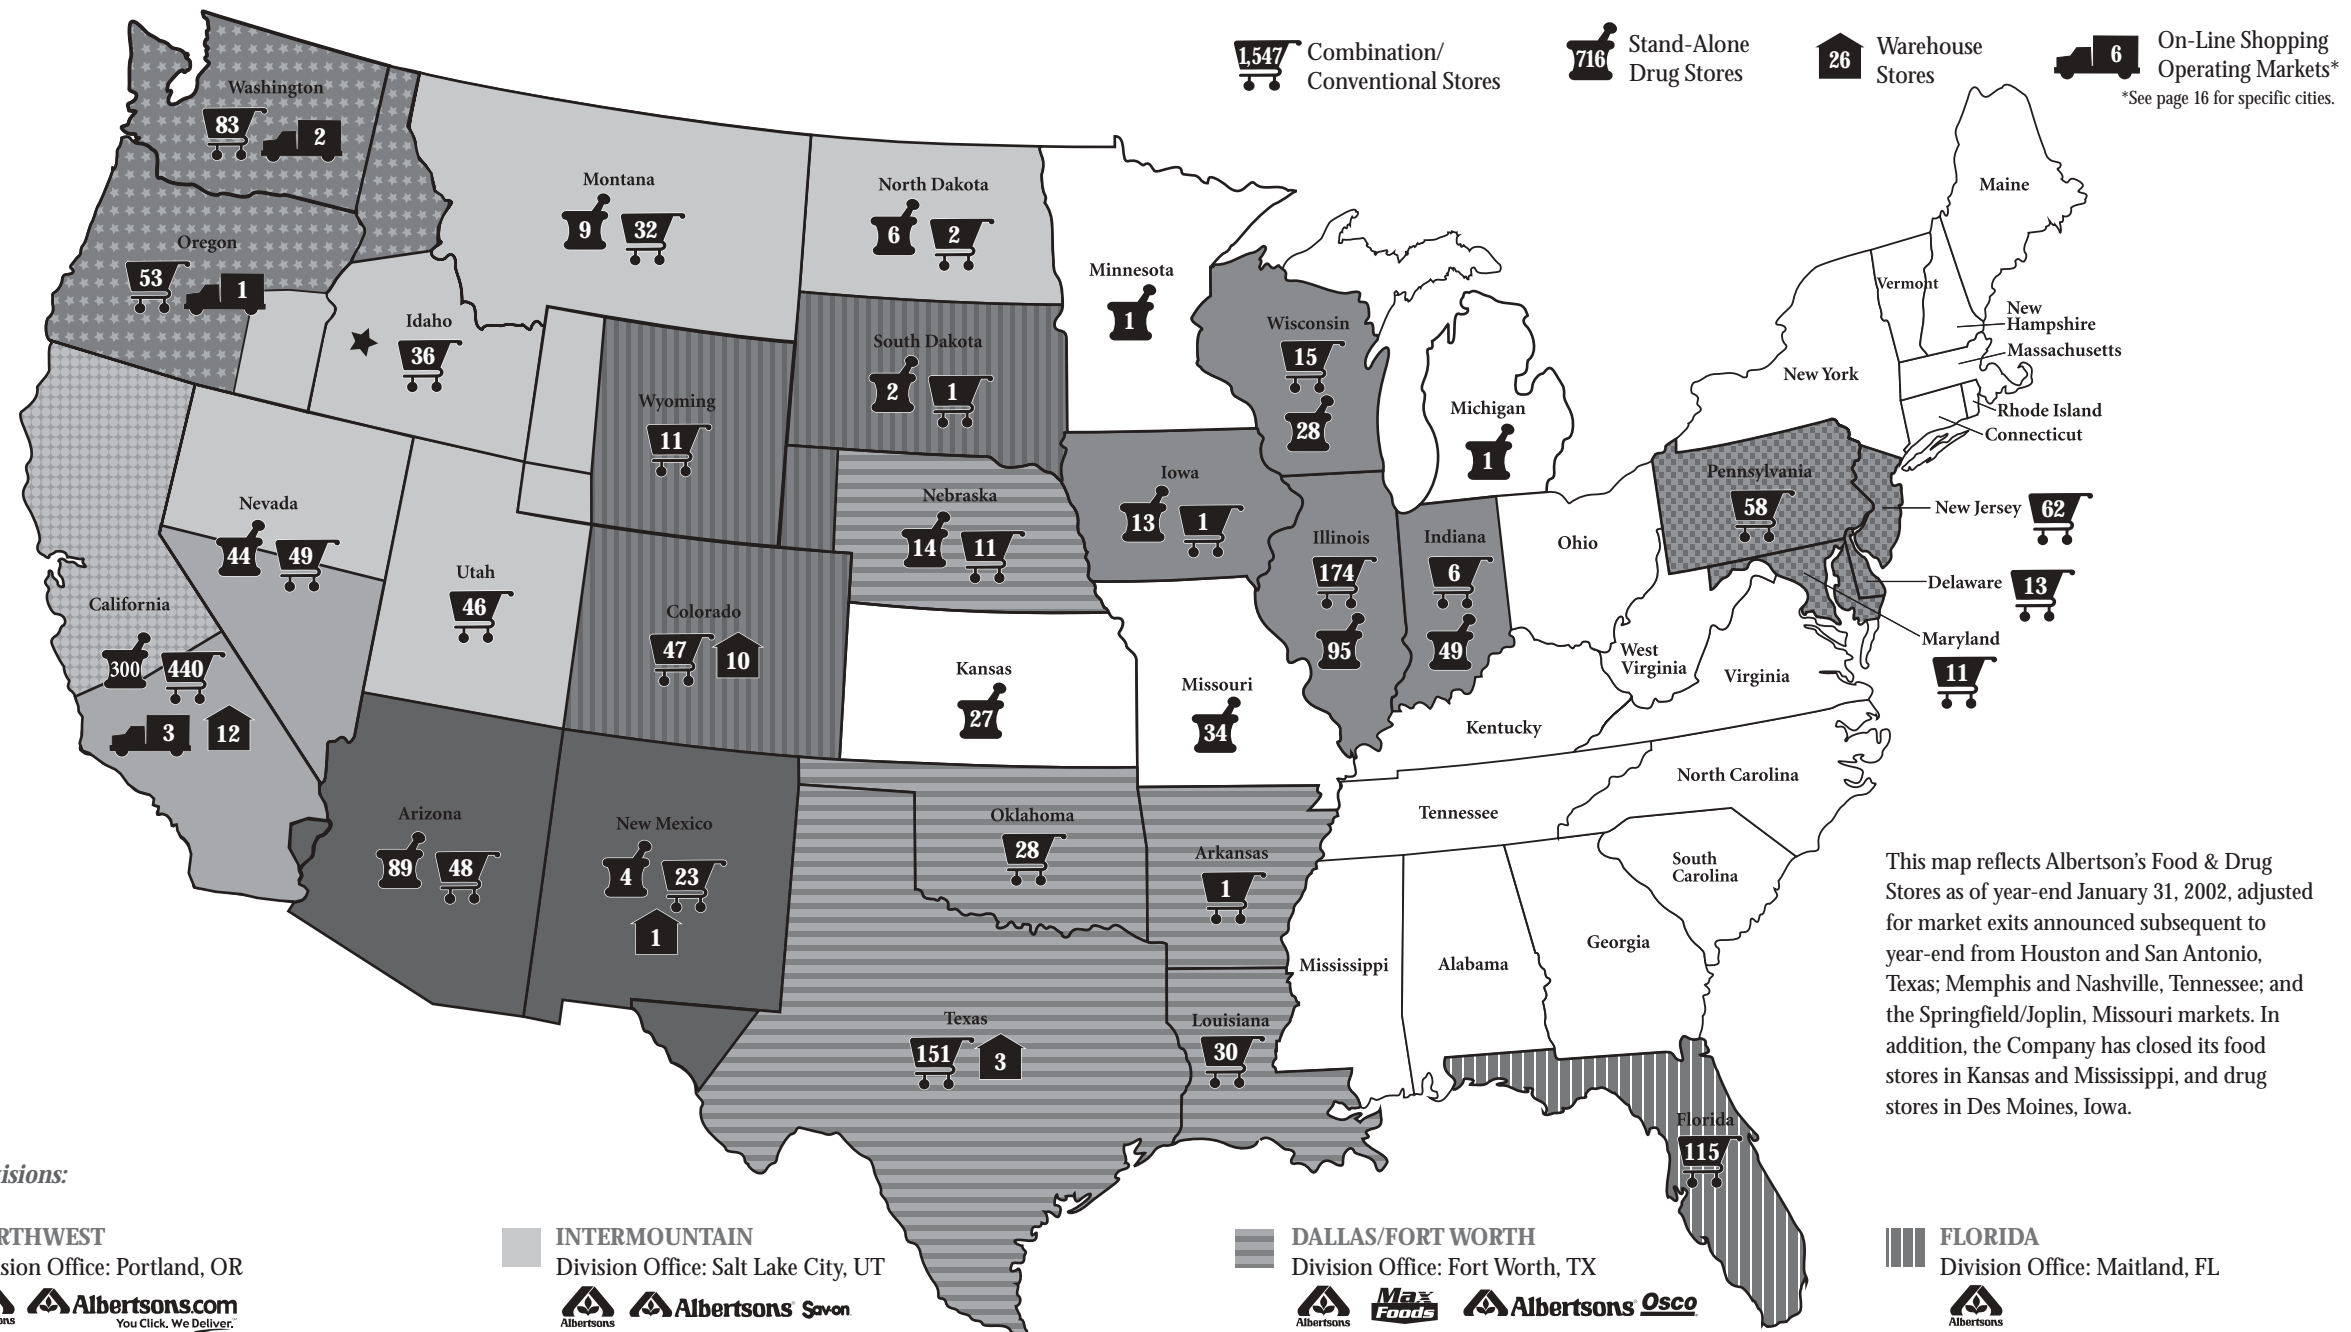 1,547
Combination/
Conventional Stores
716
Stand-Alone
Drug Stores
26
Warehouse
Stores
6
On-Line Shopping
Operating Markets*
*See page 16 for specific cities.
Washington
83
2
Oregon
53
1
Idaho
36
Montana
9
32
North Dakota
6
2
Minnesota
1
Wisconsin
15
28
Michigan
1
South Dakota
2
1
Wyoming
11
Nebraska
14
11
Iowa
13
1
Illinois
174
95
Indiana
6
49
Ohio
Pennsylvania
58
New York
Vermont
Maine
New
Hampshire
Massachusetts
Rhode Island
Connecticut
New Jersey
62
Delaware
13
Maryland
11
West
Virginia
Virginia
Kentucky
North Carolina
Tennessee
South
Carolina
Georgia
Alabama
Mississippi
Nevada
44
49
Utah
46
Colorado
47
10
Kansas
27
Missouri
34
California
300
440
3
12
Arizona
89
48
New Mexico
4
23
1
Oklahoma
28
Arkansas
1
Texas
151
3
Louisiana
30
Florida
115
This map reflects Albertson's Food & Drug
Stores as of year-end January 31, 2002, adjusted
for market exits announced subsequent to
year-end from Houston and San Antonio,
Texas; Memphis and Nashville, Tennessee; and
the Springfield/Joplin, Missouri markets. In
addition, the Company has closed its food
stores in Kansas and Mississippi, and drug
stores in Des Moines, Iowa.
isions:
RTHWEST
sion Office: Portland, OR
ons
Albertsons.com
You Click. We Deliver.
INTERMOUNTAIN
Division Office: Salt Lake City, UT
Albertsons
Albertsons Sav-on
DALLAS/FORT WORTH
Division Office: Fort Worth, TX
Albertsons
Max
Foods
Albertsons Osco
FLORIDA
Division Office: Maitland, FL
Albertsons